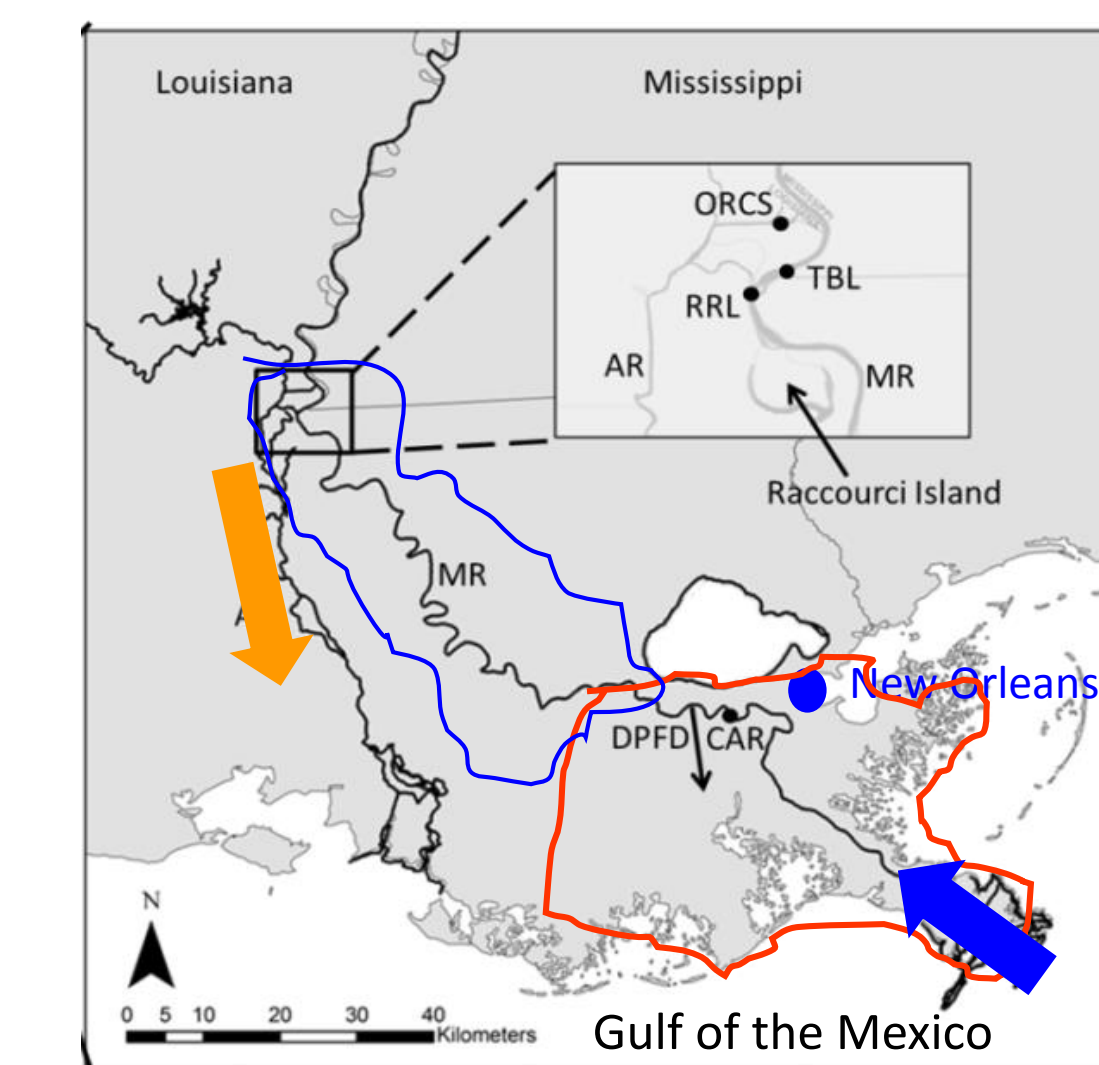 Louisiana
Mississippi
ORCS
TBL
RRL
AR
MR
Raccourci Island
MR
A
New Orleans
DPFD
CAR
N
0 5 10 20 30 40
Kilometers
Gulf of the Mexico